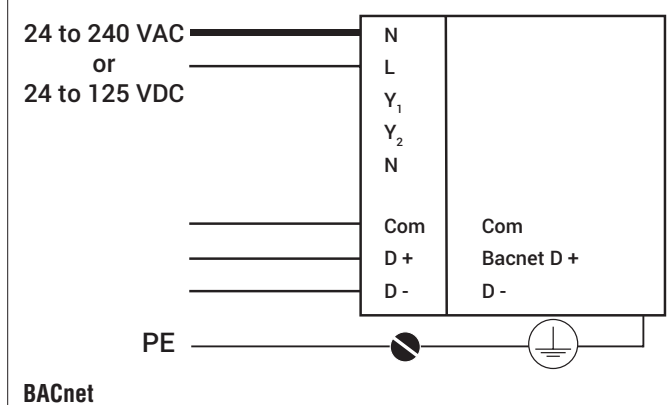 24 to 240 VAC
or
24 to 125 VDC
N
L
Y₁
Y₂
N
Com Com
D + Bacnet D +
D - D -
PE
BACnet